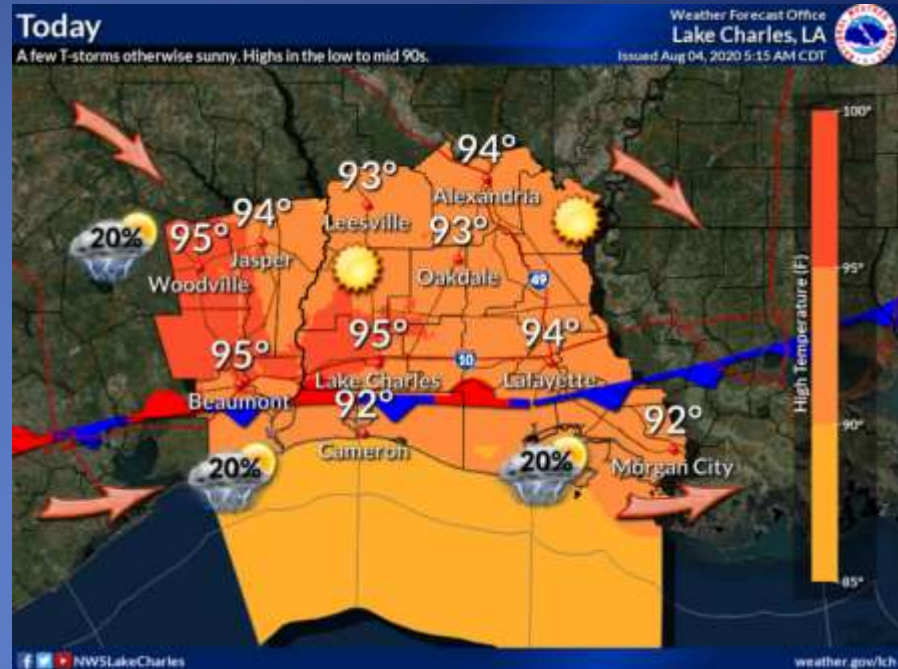 Today
Weather Forecast Office
Lake Charles, LA
A few T-storms otherwise sunny. Highs in the low to mid 90s.
Issued Aug 04, 2020 5:15 AM CDT
100°
94°
Alexandria
93°
Leesville
20%
95°
Woodville
94°
Jasper
93°
Oakdale
95°
49
High Temperature (F)
95°
Beaumont
95°
Lake Charles
10
94°
Lafayette
92°
Cameron
90°
92°
Morgan City
20%
20%
85°
NWSLakeCharles
weather.gov/lch